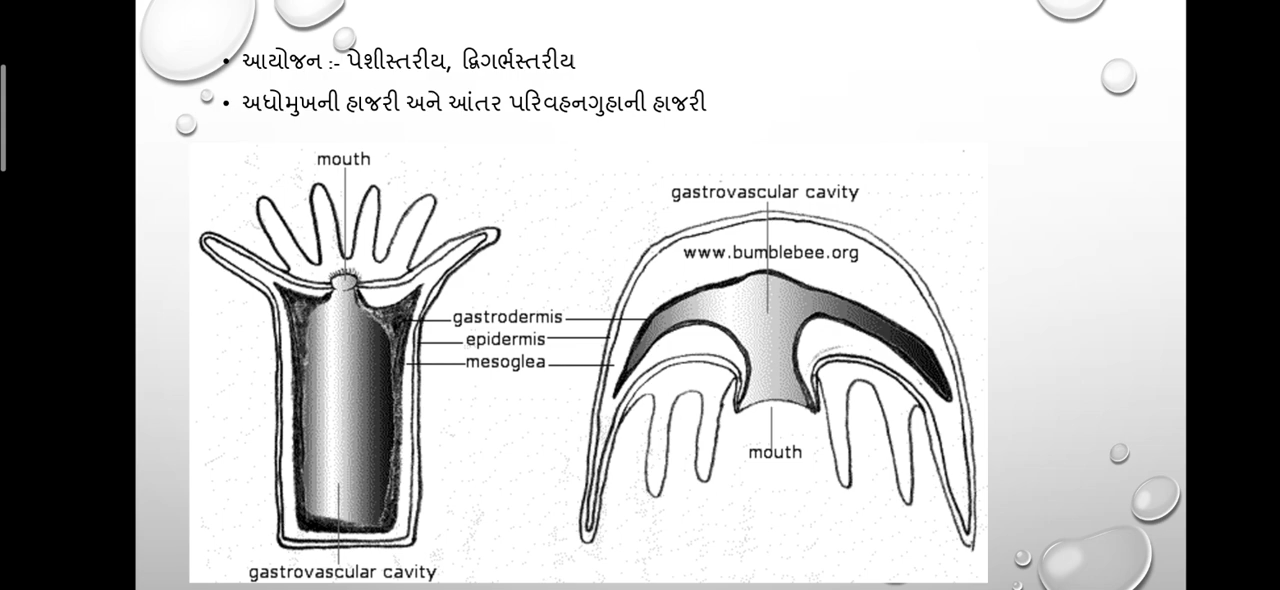 • આયોજન :- પેશીસ્તરીય, દ્વિગર્ભસ્તરીય
• અધોમુખની હાજરી અને આંતર પરિવહનગુહાની હાજરી
mouth
gastrovascular cavity
www.bumblebee.org
gastrodermis
epidermis
mesoglea
mouth
gastrovascular cavity